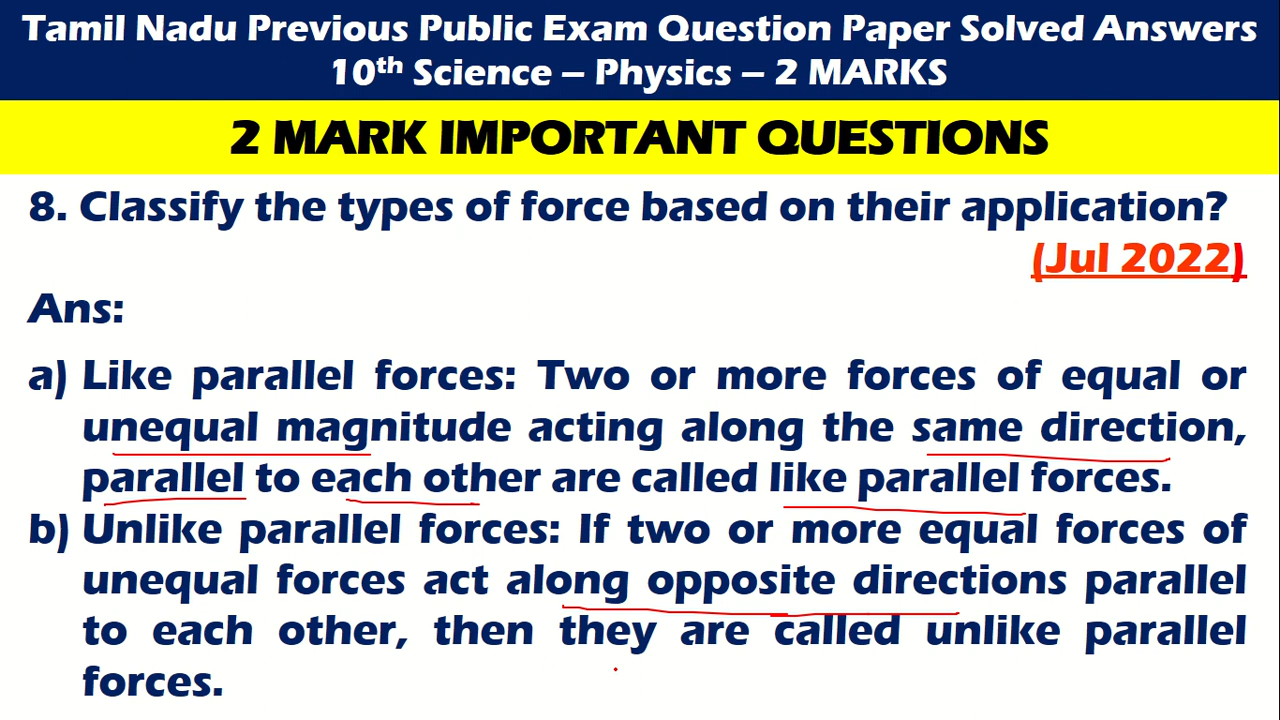 Tamil Nadu Previous Public Exam Question Paper Solved Answers
10th Science – Physics – 2 MARKS
2 MARK IMPORTANT QUESTIONS
8. Classify the types of force based on their application?
(Jul 2022)
Ans:
a) Like parallel forces: Two or more forces of equal or
unequal magnitude acting along the same direction,
parallel to each other are called like parallel forces.
b) Unlike parallel forces: If two or more equal forces of
unequal forces act along opposite directions parallel
to each other, then they are called unlike parallel
forces.